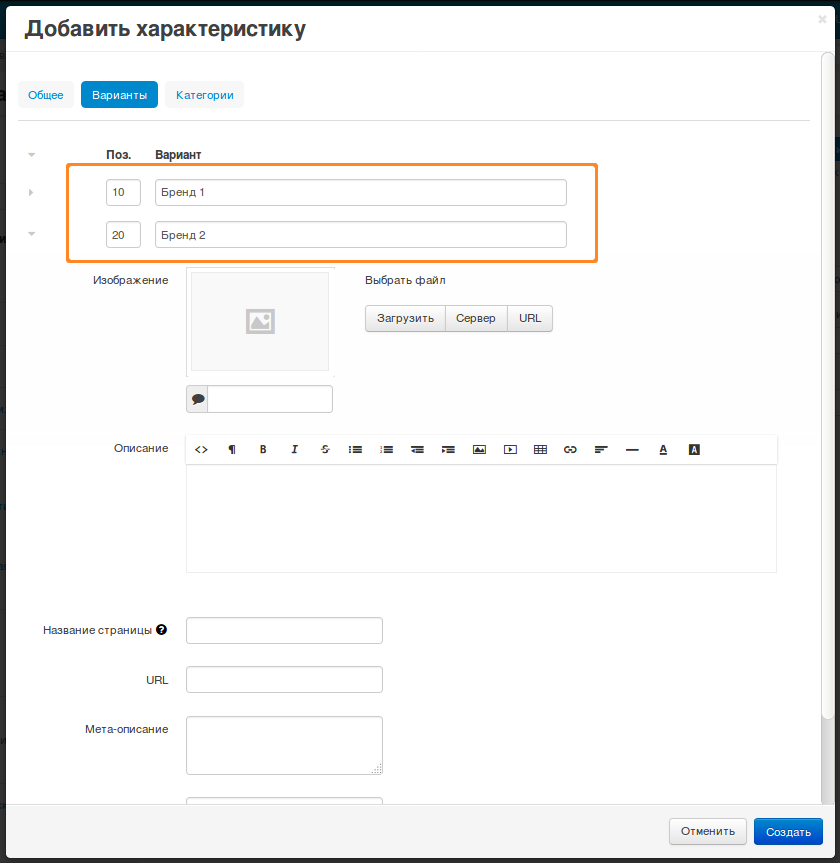 Добавить характеристику
×
Общее Варианты Категории
Поз. Вариант
10 Бренд 1
20 Бренд 2
Изображение Выбрать файл
Загрузить Сервер URL
Описание
Название страницы ?
URL
Мета-описание
Отменить Создать